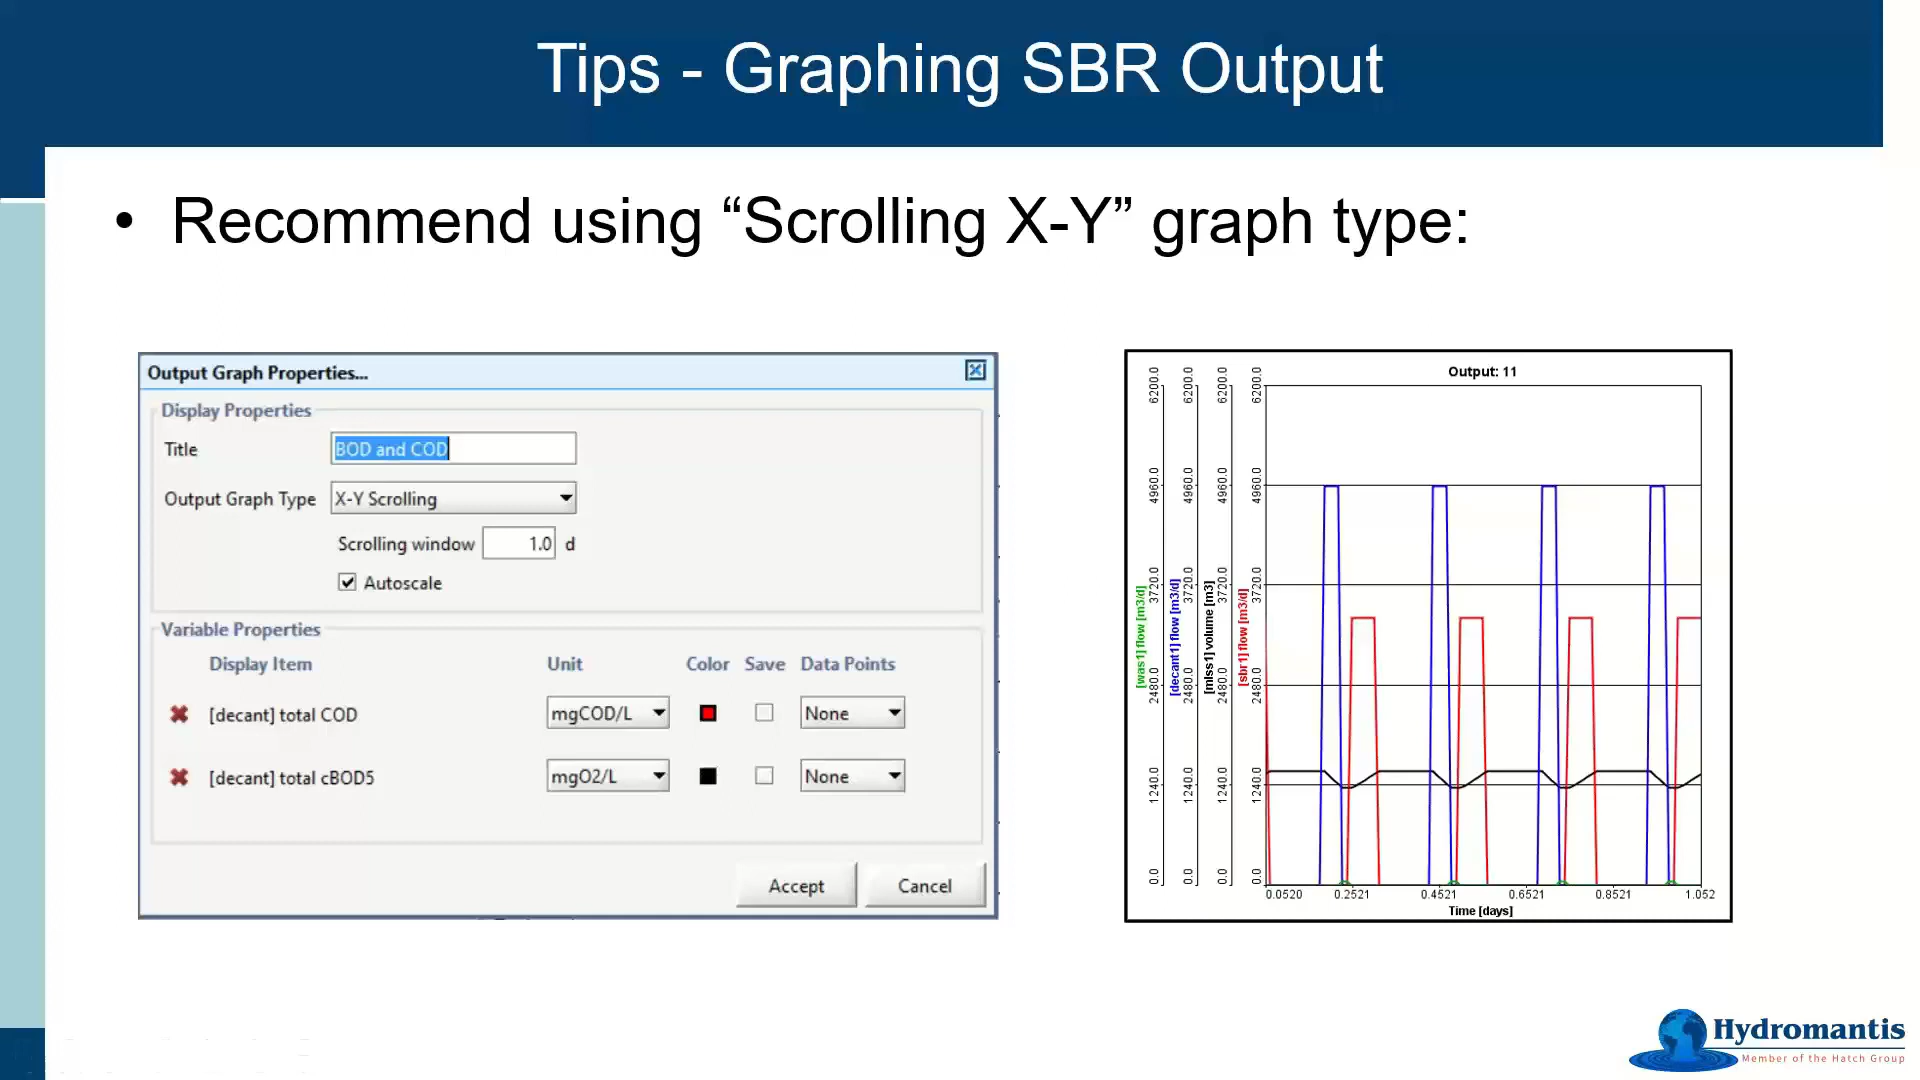 Tips - Graphing SBR Output
• Recommend using “Scrolling X-Y” graph type:
Output Graph Properties...
Display Properties
Title BOD and COD
Output Graph Type X-Y Scrolling
Scrolling window 1.0 d
Autoscale
Variable Properties
Display Item Unit Color Save Data Points
[decant] total COD mgCOD/L None
[decant] total cBOD5 mgO2/L None
Accept Cancel
Output: 11
6200.0 6200.0 6200.0 6200.0
4960.0 4960.0 4960.0 4960.0
3720.0 3720.0 3720.0 3720.0
[was1] flow [m3/d] [decant1] flow [m3/d] [mlss1] volume [m3] [sbr1] flow [m3/d]
2480.0 2480.0 2480.0 2480.0
1240.0 1240.0 1240.0 1240.0
0.0 0.0 0.0 0.0
0.0520 0.2521 0.4521 0.6521 0.8521 1.052
Time [days]
Hydromantis
Member of the Hatch Group